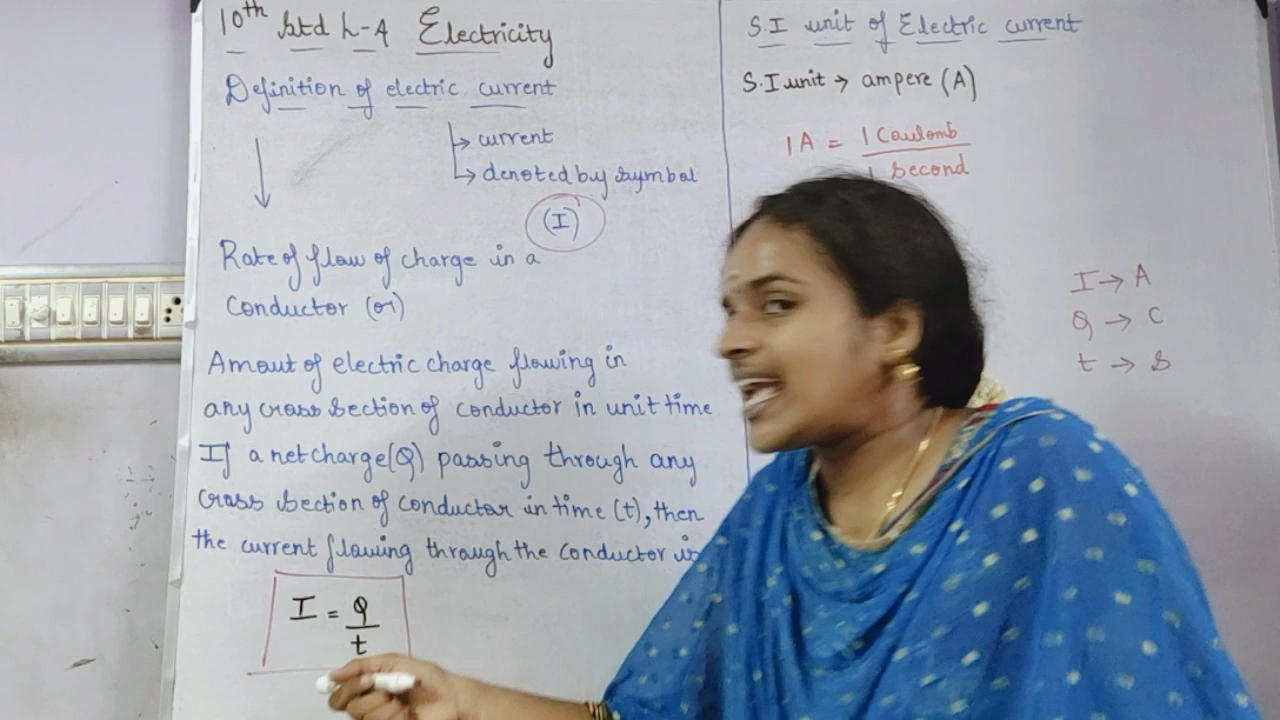 10th std L-4 Electricity
Definition of electric current
→ current
→ denoted by symbol
(I)
Rate of flow of charge in a
Conductor (or)
Amout of electric charge flowing in
any cross section of conductor in unit time
If a net charge (Q) passing through any
cross section of conductor in time (t), then
the current flowing through the conductor is
I = Q
t
S.I unit of Electric current
S.I unit → ampere (A)
1A = 1 Coulomb
1 second
I → A
Q → C
t → s